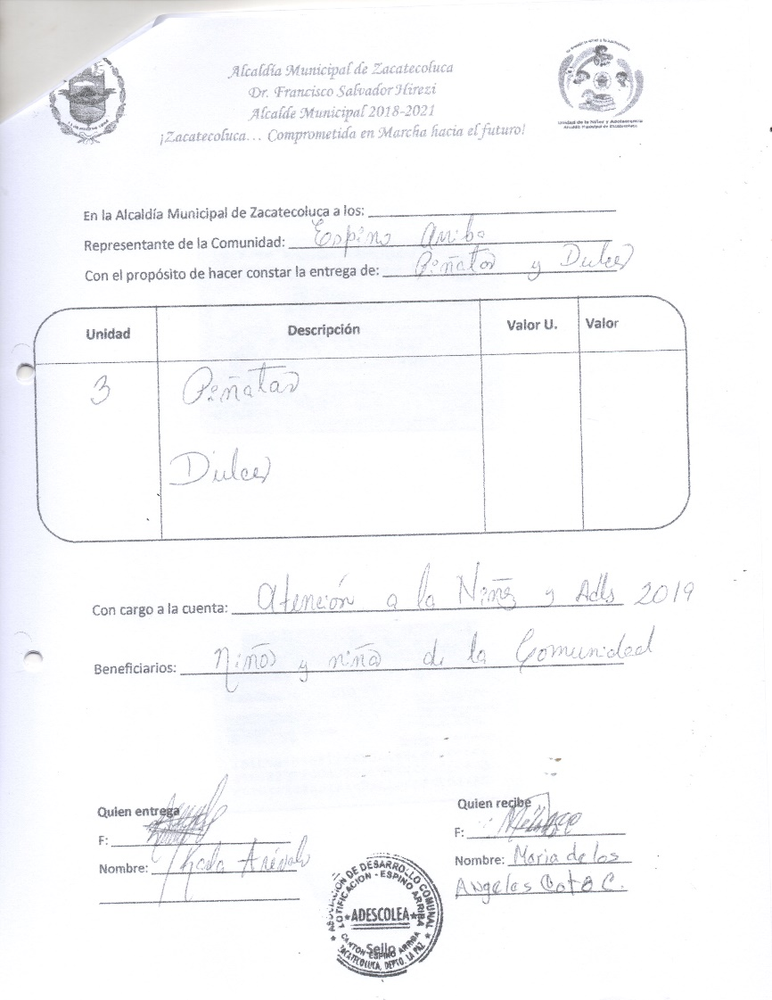 Alcaldía Municipal de Zacatecoluca
Dr. Francisco Salvador Hirezi
Alcalde Municipal 2018-2021
¡Zacatecoluca... Comprometida en Marcha hacia el futuro!
Unidad de la Niñez y Adolescencia
Alcaldía Municipal de Zacatecoluca
En la Alcaldía Municipal de Zacatecoluca a los:
Representante de la Comunidad: Espino Arriba
Con el propósito de hacer constar la entrega de: Piñatas y Dulces
Unidad Descripción Valor U. Valor
3 Piñatas
Dulces
Con cargo a la cuenta: Atención a la Niñez y Adls 2019
Beneficiarios: Niños y niña de la Comunidad
Quien entrega Quien recibe
F: F:
Nombre: Karla Arévalo Nombre: Maria de los
Angeles C.
ASOCIACION DE DESARROLLO COMUNAL
LOTIFICACION - ESPINO ARRIBA
ADESCOLEA
Sello
CANTON ESPINO ARRIBA
ZACATECOLUCA, DEPTO. LA PAZ